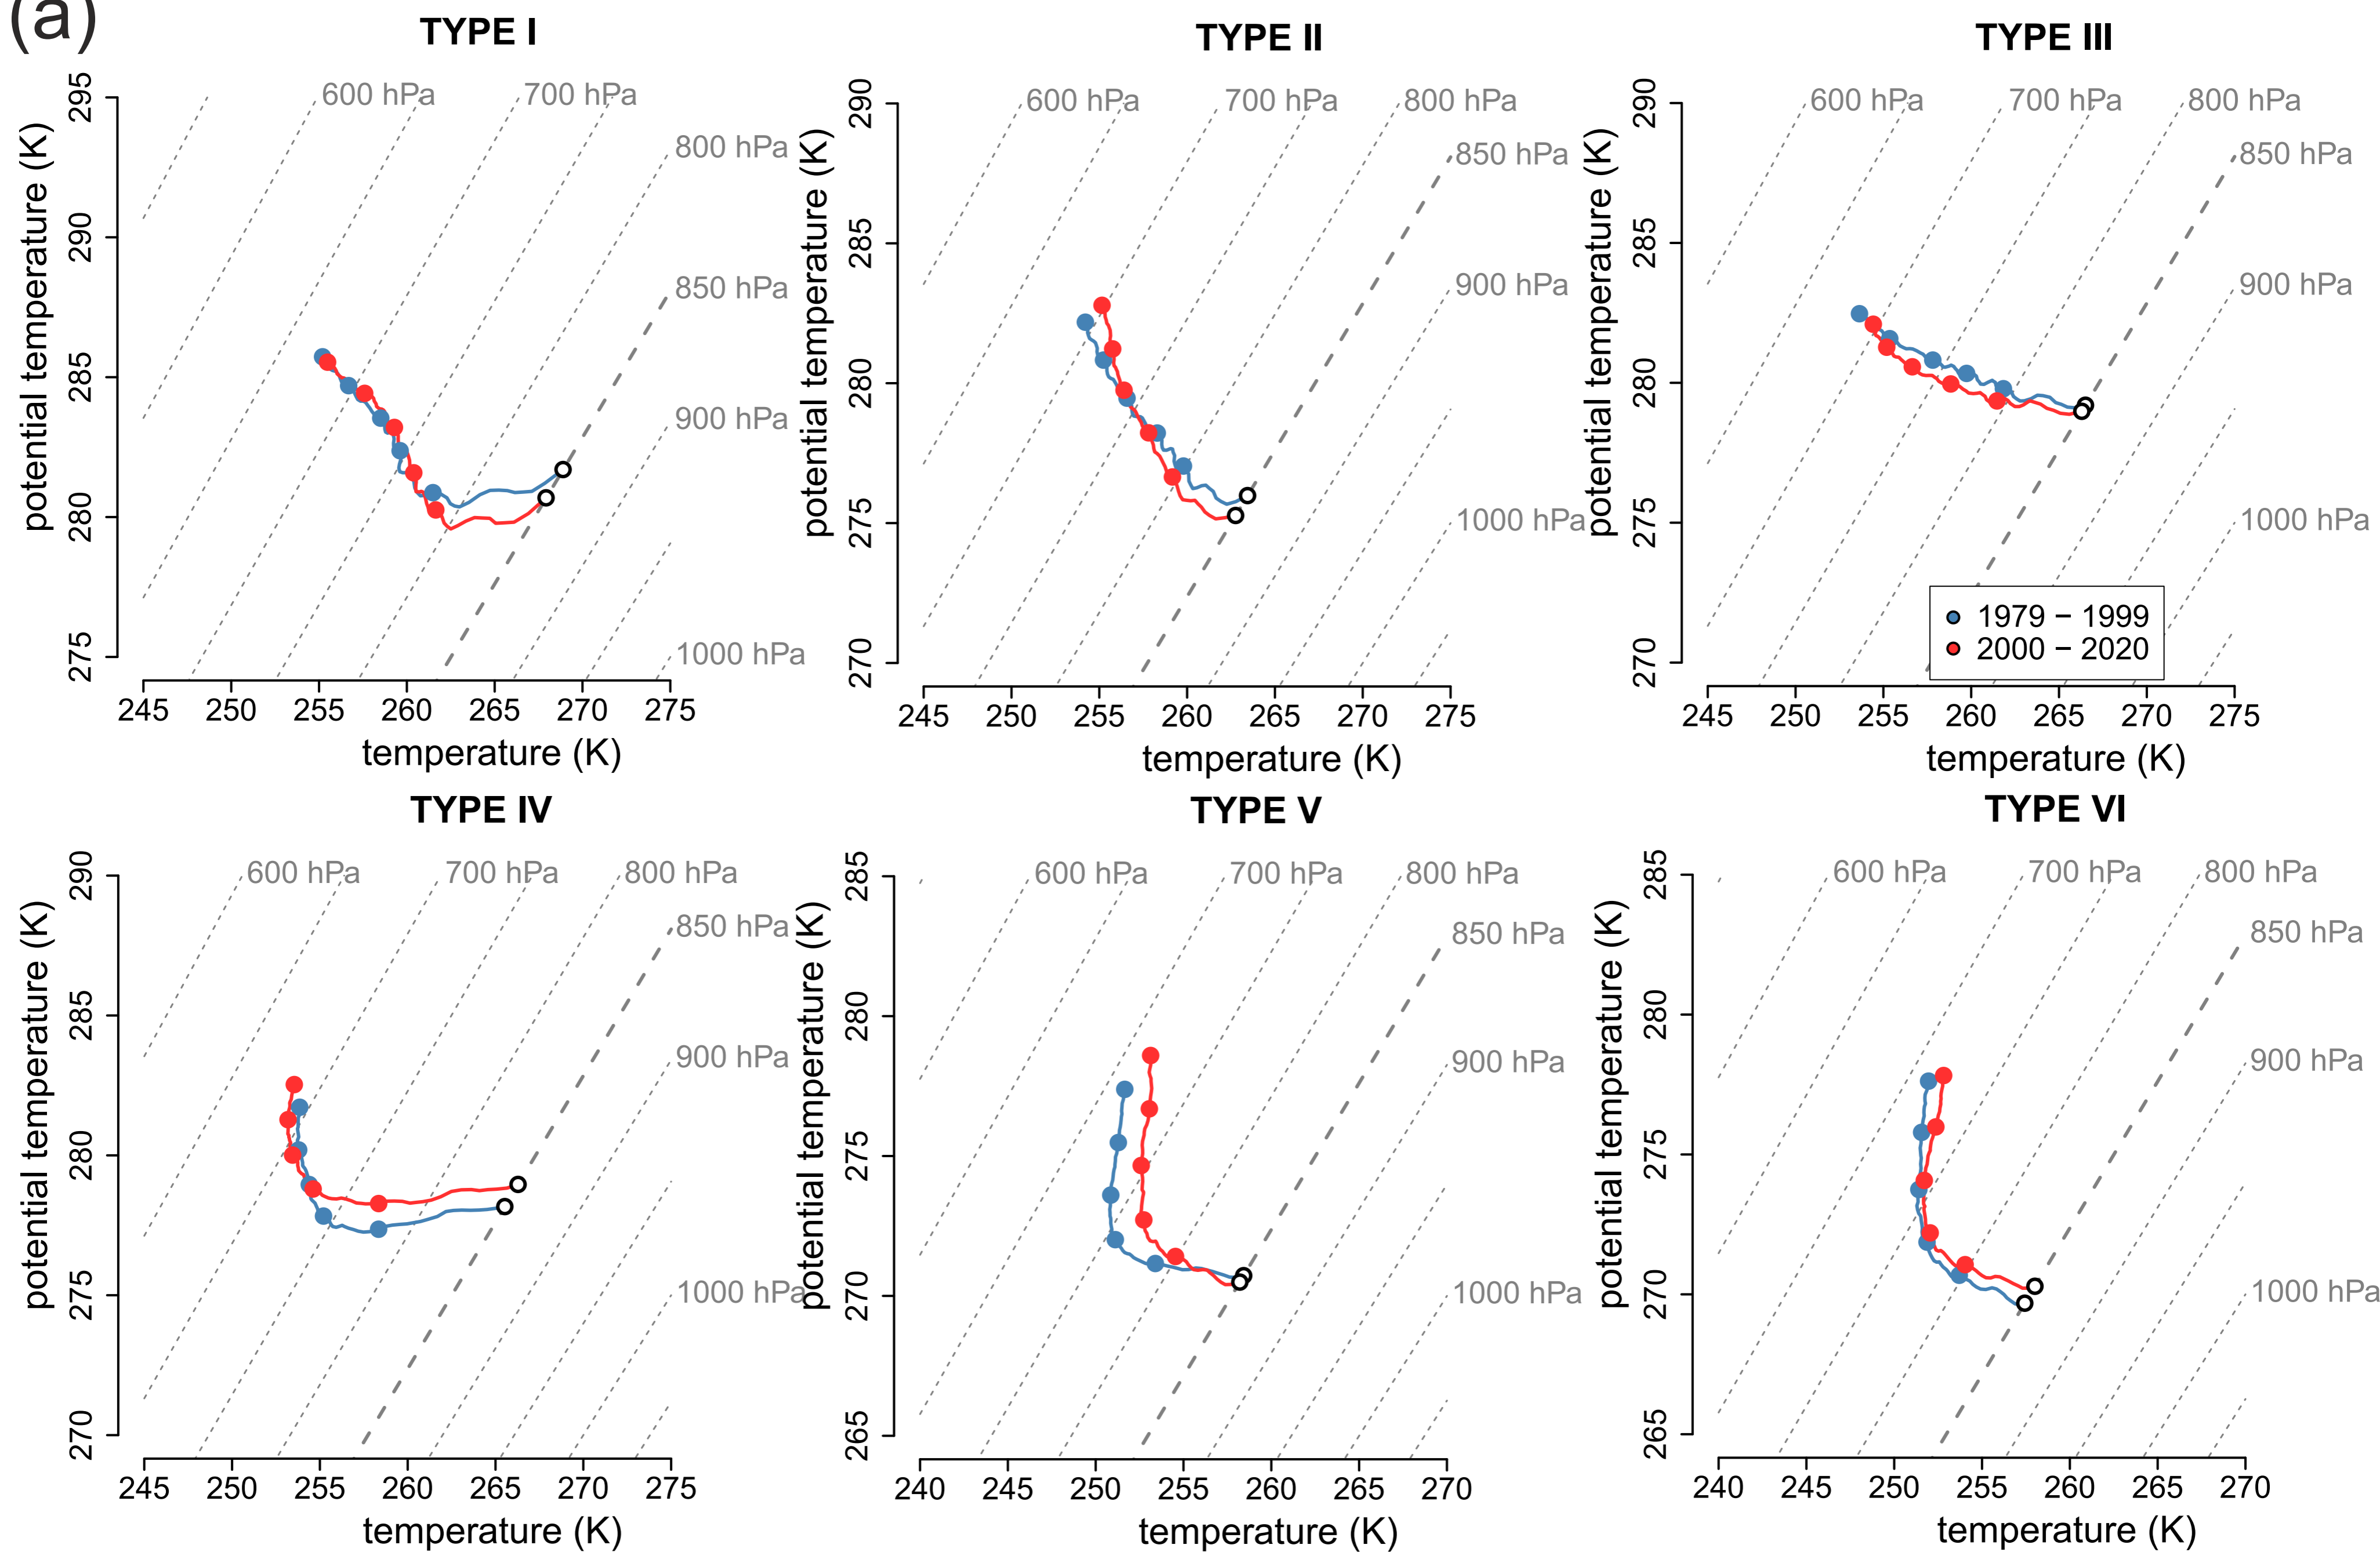 (a)
TYPE I
295
290
285
280
275
potential temperature (K)
600 hPa
700 hPa
800 hPa
850 hPa
900 hPa
1000 hPa
245 250 255 260 265 270 275
temperature (K)
TYPE II
290
285
280
275
270
potential temperature (K)
600 hPa
700 hPa
800 hPa
850 hPa
900 hPa
1000 hPa
245 250 255 260 265 270 275
temperature (K)
TYPE III
290
285
280
275
270
potential temperature (K)
600 hPa
700 hPa
800 hPa
850 hPa
900 hPa
1000 hPa
1979 − 1999
2000 − 2020
245 250 255 260 265 270 275
temperature (K)
TYPE IV
290
285
280
275
270
potential temperature (K)
600 hPa
700 hPa
800 hPa
850 hPa
900 hPa
1000 hPa
245 250 255 260 265 270 275
temperature (K)
TYPE V
285
280
275
270
265
potential temperature (K)
600 hPa
700 hPa
800 hPa
850 hPa
900 hPa
1000 hPa
240 245 250 255 260 265 270
temperature (K)
TYPE VI
285
280
275
270
265
potential temperature (K)
600 hPa
700 hPa
800 hPa
850 hPa
900 hPa
1000 hPa
240 245 250 255 260 265 270
temperature (K)